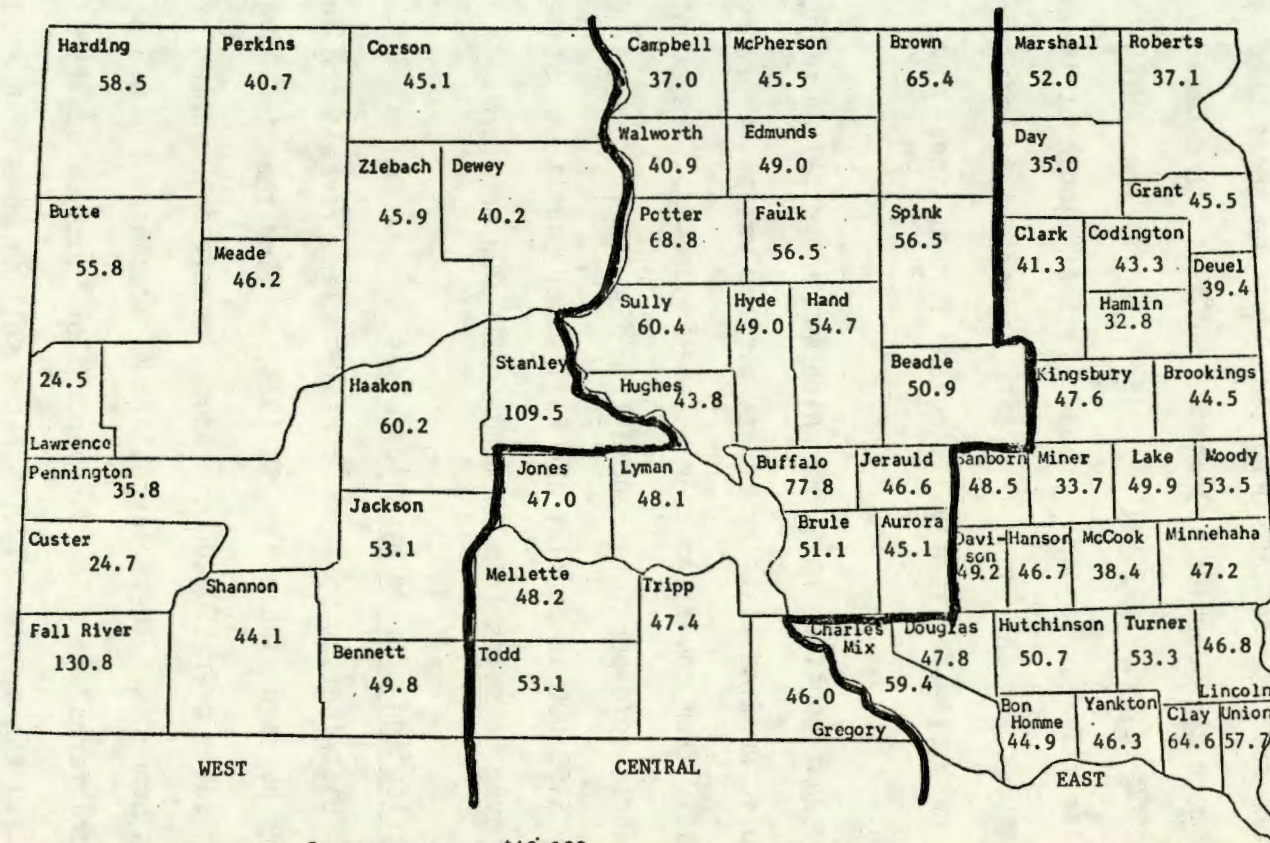 Harding
58.5
Perkins
40.7
Corson
45.1
Campbell
37.0
McPherson
45.5
Brown
65.4
Marshall
52.0
Roberts
37.1
Walworth
40.9
Edmunds
49.0
Day
35.0
Ziebach
45.9
Dewey
40.2
Grant
45.5
Butte
55.8
Meade
46.2
Potter
68.8
Faulk
56.5
Spink
56.5
Clark
41.3
Codington
43.3
Deuel
39.4
Hamlin
32.8
Sully
60.4
Hyde
49.0
Hand
54.7
24.5
Lawrence
Haakon
60.2
Stanley
109.5
Hughes
43.8
Beadle
50.9
Kingsbury
47.6
Brookings
44.5
Pennington
35.8
Jackson
53.1
Jones
47.0
Lyman
48.1
Buffalo
77.8
Jerauld
46.6
Sanborn
48.5
Miner
33.7
Lake
49.9
Moody
53.5
Custer
24.7
Brule
51.1
Aurora
45.1
Davi-
son
49.2
Hanson
46.7
McCook
38.4
Minnehaha
47.2
Shannon
44.1
Mellette
48.2
Tripp
47.4
Fall River
130.8
Bennett
49.8
Todd
53.1
46.0
Gregory
Charles
Mix
59.4
Douglas
47.8
Hutchinson
50.7
Turner
53.3
46.8
Lincoln
Bon
Homme
44.9
Yankton
46.3
Clay
64.6
Union
57.7
WEST
CENTRAL
EAST